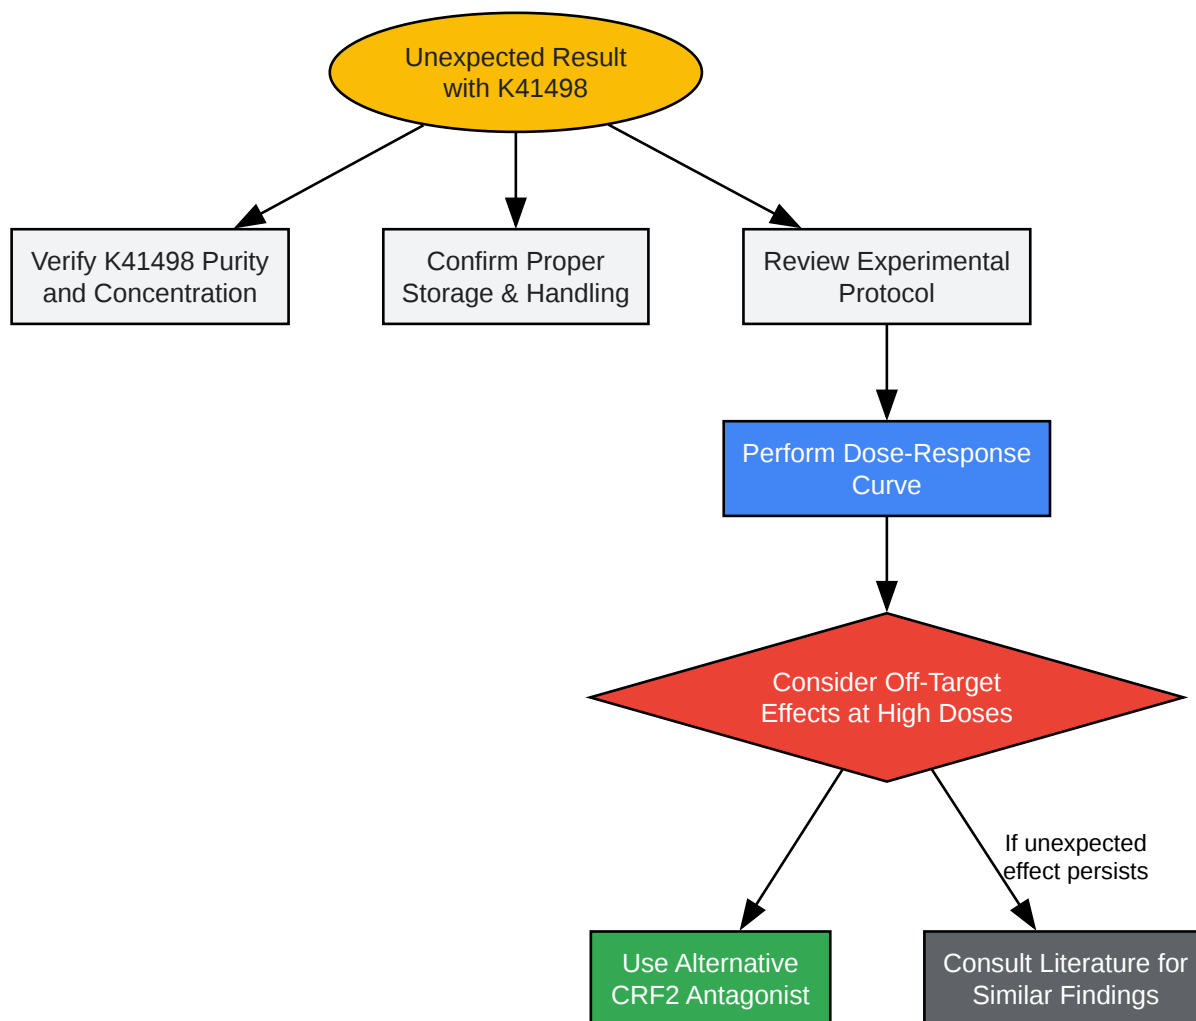 Unexpected Result
with K41498
Verify K41498 Purity
and Concentration
Confirm Proper
Storage & Handling
Review Experimental
Protocol
Perform Dose-Response
Curve
Consider Off-Target
Effects at High Doses
If unexpected
effect persists
Use Alternative
CRF2 Antagonist
Consult Literature for
Similar Findings